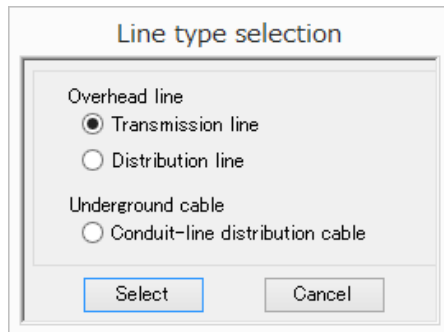 Line type selection
Overhead line
Transmission line
Distribution line
Underground cable
Conduit-line distribution cable
Select
Cancel